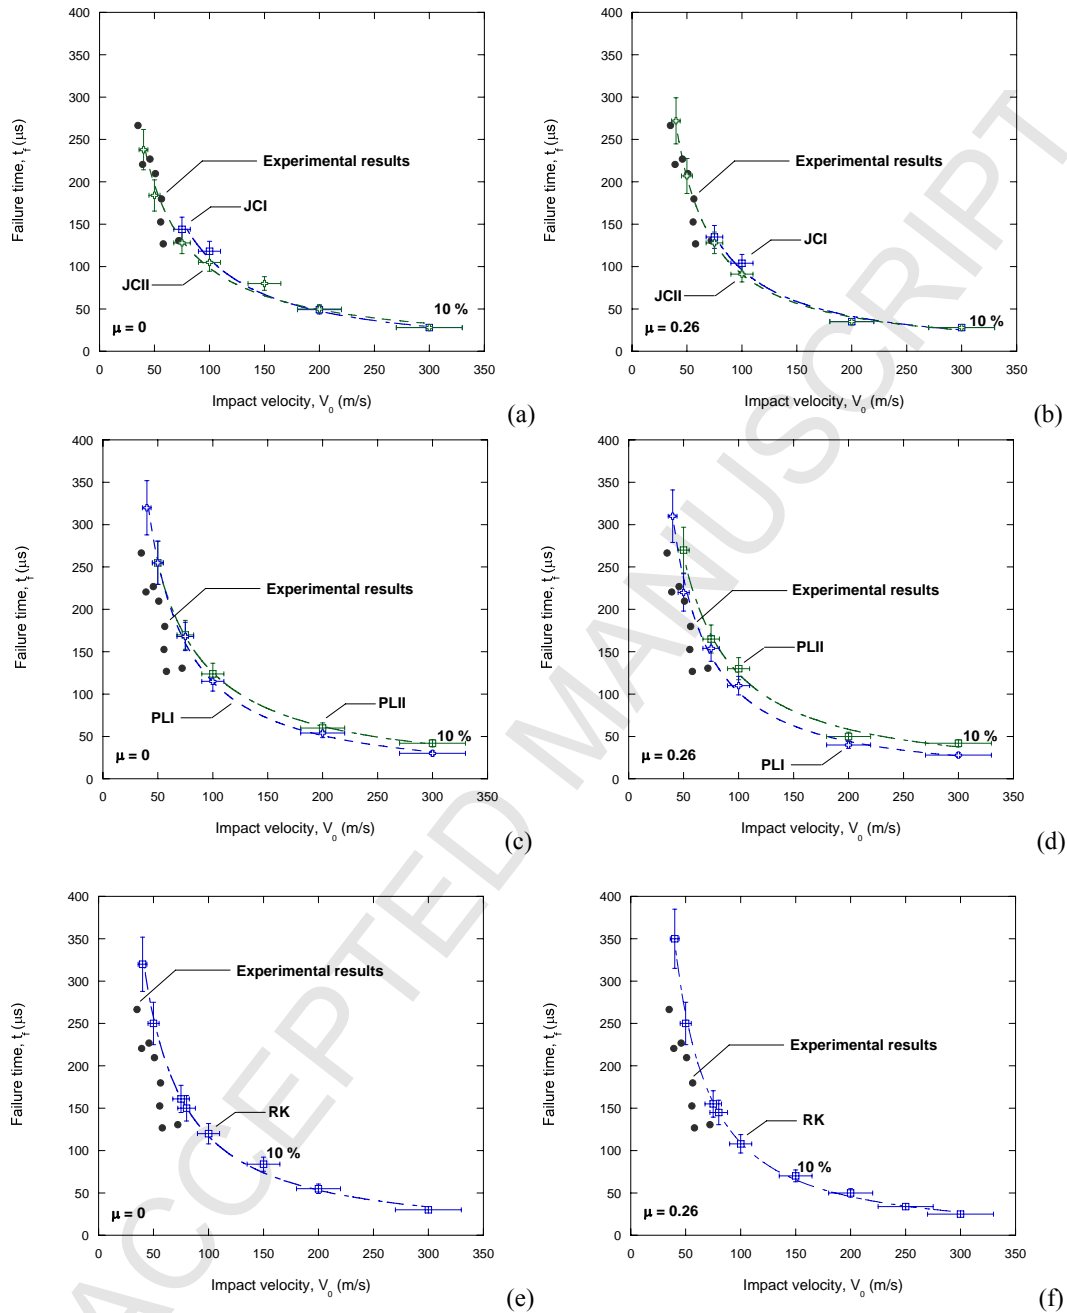 400
350
300
250
200
150
100
50
0
Failure time, t_f (μs)
Experimental results
JCI
JCII
10 %
μ = 0
0 50 100 150 200 250 300 350
Impact velocity, V_0 (m/s)
(a)
400
350
300
250
200
150
100
50
0
Failure time, t_f (μs)
Experimental results
JCI
JCII
10 %
μ = 0.26
0 50 100 150 200 250 300 350
Impact velocity, V_0 (m/s)
(b)
400
350
300
250
200
150
100
50
0
Failure time, t_f (μs)
Experimental results
PLII
PLI
10 %
μ = 0
0 50 100 150 200 250 300 350
Impact velocity, V_0 (m/s)
(c)
400
350
300
250
200
150
100
50
0
Failure time, t_f (μs)
Experimental results
PLII
10 %
μ = 0.26
PLI
0 50 100 150 200 250 300 350
Impact velocity, V_0 (m/s)
(d)
400
350
300
250
200
150
100
50
0
Failure time, t_f (μs)
Experimental results
RK
10 %
μ = 0
0 50 100 150 200 250 300 350
Impact velocity, V_0 (m/s)
(e)
400
350
300
250
200
150
100
50
0
Failure time, t_f (μs)
Experimental results
RK
10 %
μ = 0.26
0 50 100 150 200 250 300 350
Impact velocity, V_0 (m/s)
(f)
ACCEPTED MANUSCRIPT